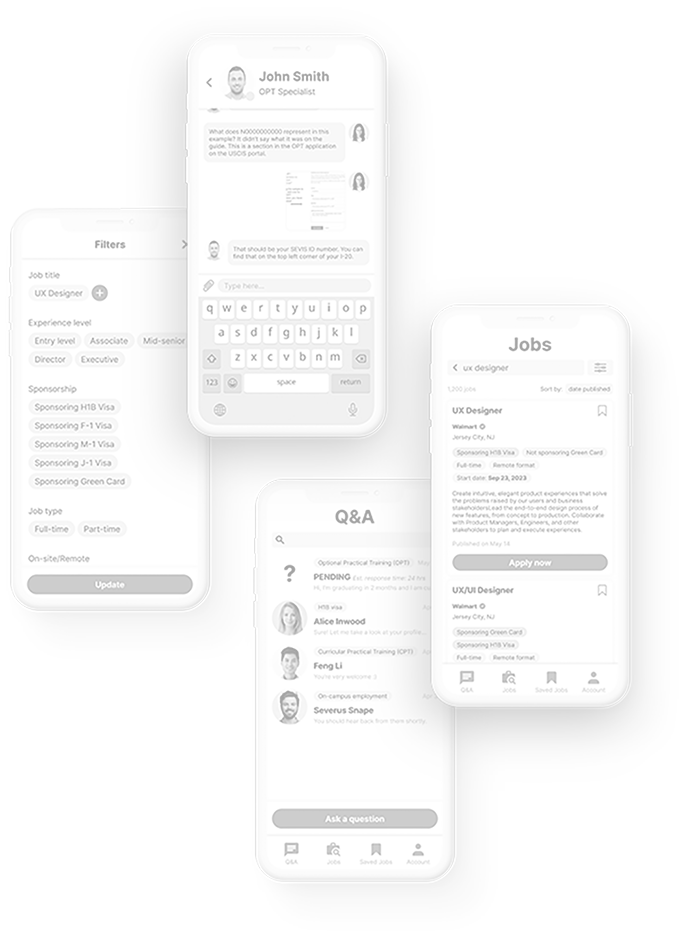 John Smith
OPT Specialist
What does N0000000000 represent in this
example? It didn't say what it was on the
guide. This is a section in the OPT application
on the USCIS portal.
That should be your SEVIS ID number. You can
find that on the top left corner of your I-20.
Type here...
q w e r t y u i o p
a s d f g h j k l
z x c v b n m
123 space return
Filters
Job title
UX Designer
Experience level
Entry level Associate Mid-senior
Director Executive
Sponsorship
Sponsoring H1B Visa
Sponsoring F-1 Visa
Sponsoring M-1 Visa
Sponsoring J-1 Visa
Sponsoring Green Card
Job type
Full-time Part-time
On-site/Remote
Update
Jobs
ux designer
1,200 jobs Sort by: date published
UX Designer
Walmart
Jersey City, NJ
Sponsoring H1B Visa Not sponsoring Green Card
Full-time Remote format
Start date: Sep 23, 2023
Create intuitive, elegant product experiences that solve
the problems raised by our users and business
stakeholdersLead the end-to-end design process of
new features, from concept to production. Collaborate
with Product Managers, Engineers, and other
stakeholders to plan and execute experiences.
Published on May 14
Apply now
UX/UI Designer
Walmart
Jersey City, NJ
Sponsoring Green Card
Sponsoring H1B Visa
Full-time Remote format
Q&A Jobs Saved Jobs Account
Q&A
?
Optional Practical Training (OPT) May
PENDING Est. response time: 24 hrs
Hi, I'm graduating in 2 months and I am cu
H1B visa Apr
Alice Inwood
Sure! Let me take a look at your profile...
Curricular Practical Training (CPT) Apr
Feng Li
You're very welcome :)
On-campus employment Apr
Severus Snape
You should hear back from them shortly.
Ask a question
Q&A Jobs Saved Jobs Account